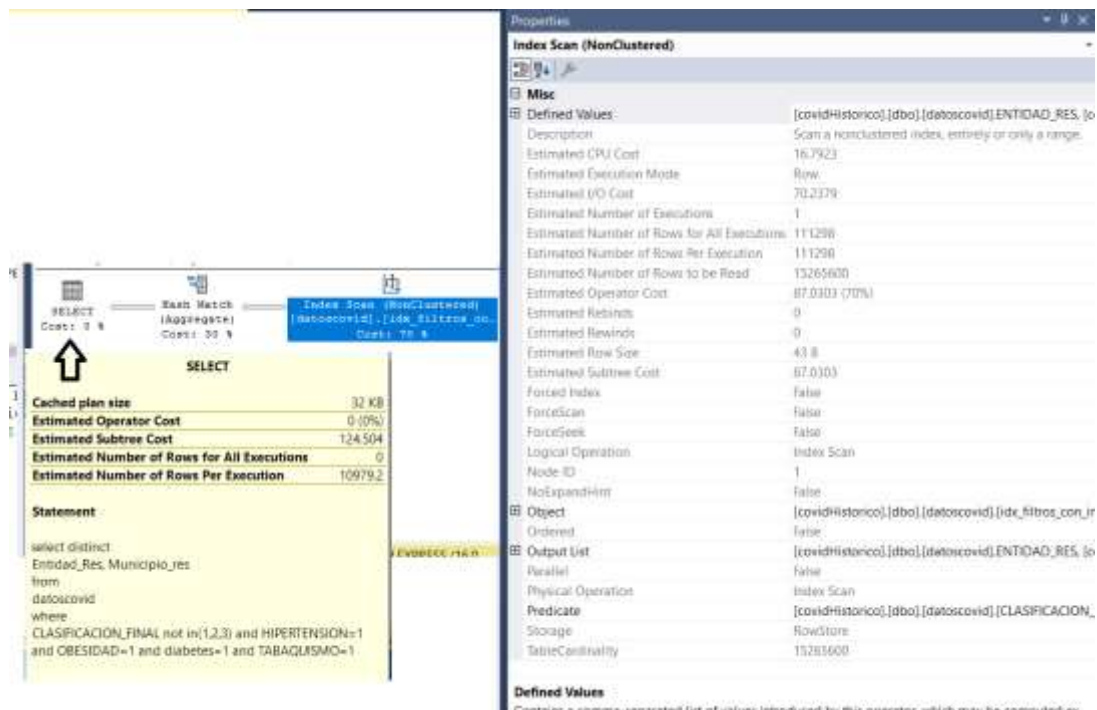 SELECT
Cost: 0 %
Hash Match
(Aggregate)
Cost: 30 %
Index Scan (NonClustered)
[datoscovid].[idx_filtros_co...
Cost: 70 %
SELECT
Cached plan size 32 KB
Estimated Operator Cost 0 (0%)
Estimated Subtree Cost 124.504
Estimated Number of Rows for All Executions 0
Estimated Number of Rows Per Execution 10979.2
Statement
select distinct
Entidad_Res, Municipio_res
from
datoscovid
where
CLASIFICACION_FINAL not in(1,2,3) and HIPERTENSION=1
and OBESIDAD=1 and diabetes=1 and TABAQUISMO=1
Properties
Index Scan (NonClustered)
Misc
Defined Values [covidHistorico].[dbo].[datoscovid].ENTIDAD_RES, [co
Description Scan a nonclustered index, entirely or only a range.
Estimated CPU Cost 16.7923
Estimated Execution Mode Row
Estimated I/O Cost 70.2379
Estimated Number of Executions 1
Estimated Number of Rows for All Executions 111298
Estimated Number of Rows Per Execution 111298
Estimated Number of Rows to be Read 15265600
Estimated Operator Cost 87.0303 (70%)
Estimated Rebinds 0
Estimated Rewinds 0
Estimated Row Size 43 B
Estimated Subtree Cost 87.0303
Forced Index False
ForceScan False
ForceSeek False
Logical Operation Index Scan
Node ID 1
NoExpandHint False
Object [covidHistorico].[dbo].[datoscovid].[idx_filtros_con_in
Ordered False
Output List [covidHistorico].[dbo].[datoscovid].ENTIDAD_RES, [co
Parallel False
Physical Operation Index Scan
Predicate [covidHistorico].[dbo].[datoscovid].[CLASIFICACION_
Storage RowStore
TableCardinality 15265600
Defined Values